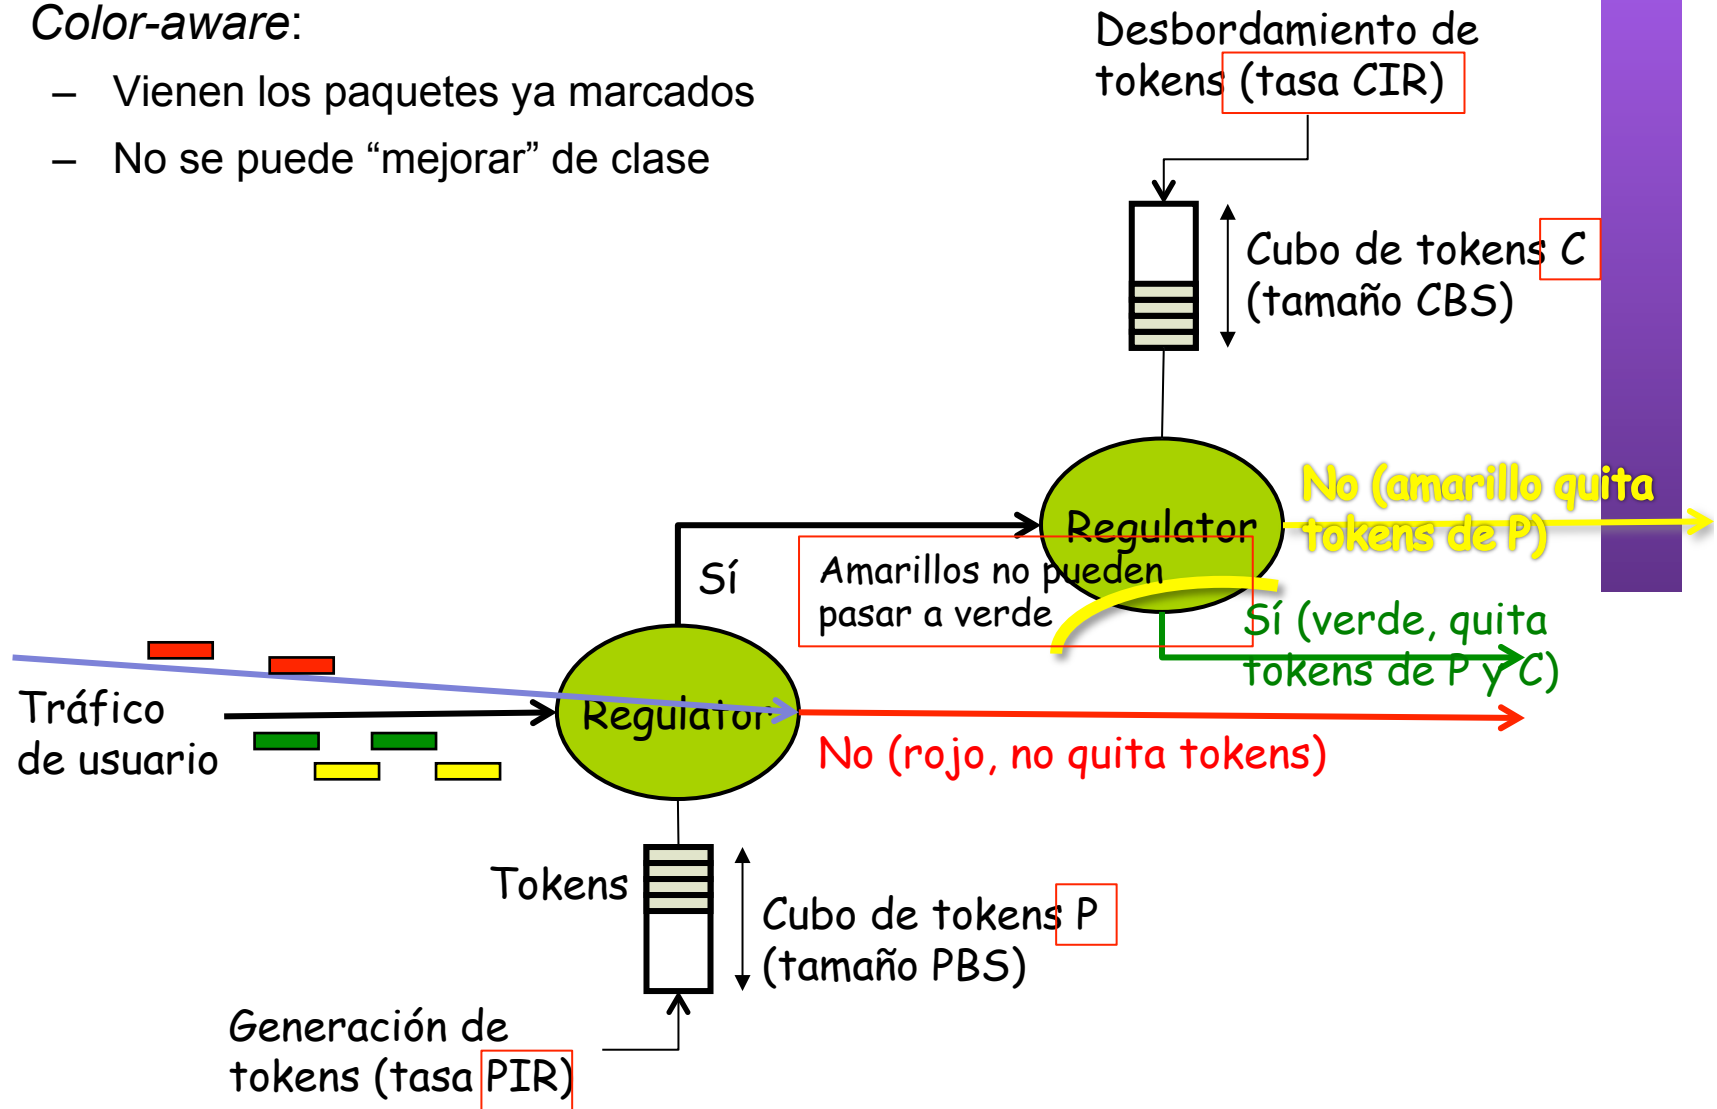 Color-aware:
– Vienen los paquetes ya marcados
– No se puede “mejorar” de clase
Desbordamiento de
tokens (tasa CIR)
Cubo de tokens C
(tamaño CBS)
Regulator
No (amarillo quita
tokens de P)
Sí
Amarillos no pueden
pasar a verde
Sí (verde, quita
tokens de P y C)
Tráfico
de usuario
Regulator
No (rojo, no quita tokens)
Tokens
Cubo de tokens P
(tamaño PBS)
Generación de
tokens (tasa PIR)